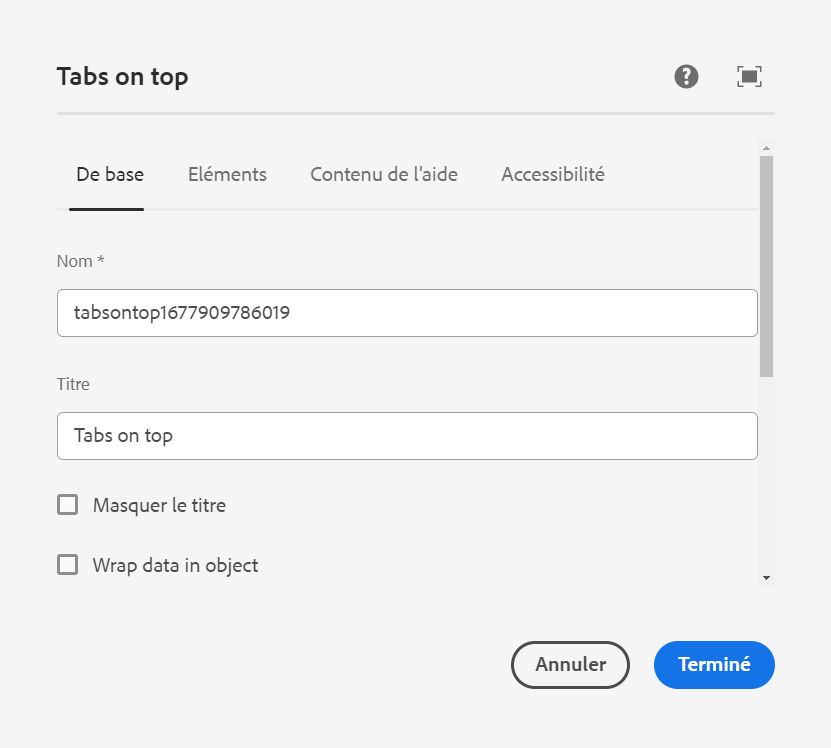 Tabs on top
De base Eléments Contenu de l'aide Accessibilité
Nom *
tabsontop1677909786019
Titre
Tabs on top
Masquer le titre
Wrap data in object
Annuler Terminé